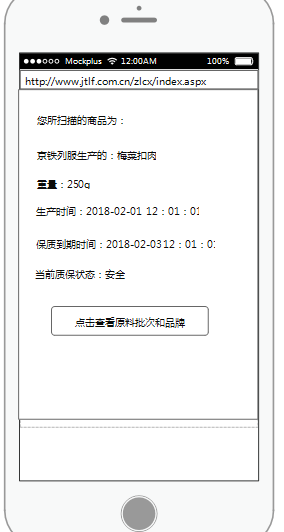 Mockplus 12:00AM 100%
http://www.jtlf.com.cn/zlcx/index.aspx
您所扫描的商品为：
京铁列服生产的：梅菜扣肉
重量：250g
生产时间：2018-02-01 12：01：01
保质到期时间：2018-02-0312：01：01
当前质保状态：安全
点击查看原料批次和品牌